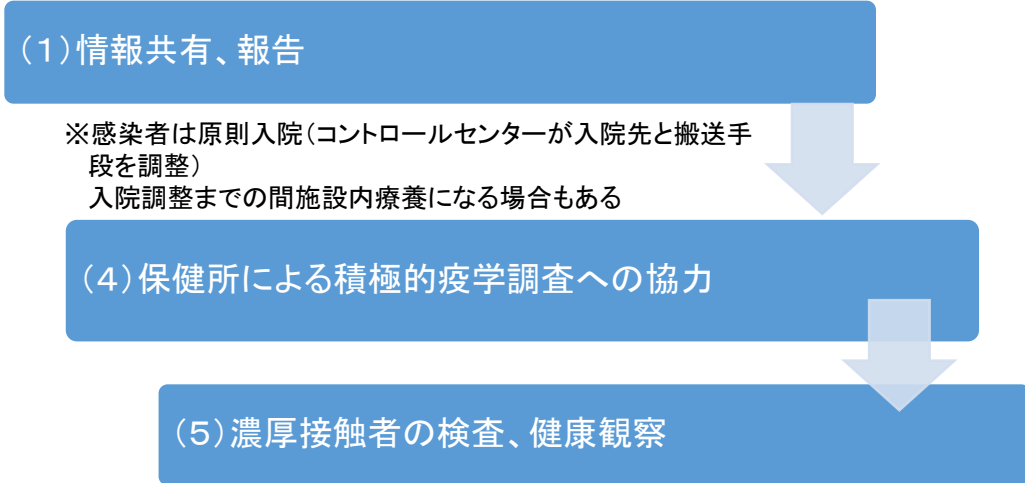 （１）情報共有、報告
※感染者は原則入院（コントロールセンターが入院先と搬送手
段を調整）
入院調整までの間施設内療養になる場合もある
（４）保健所による積極的疫学調査への協力
（５）濃厚接触者の検査、健康観察